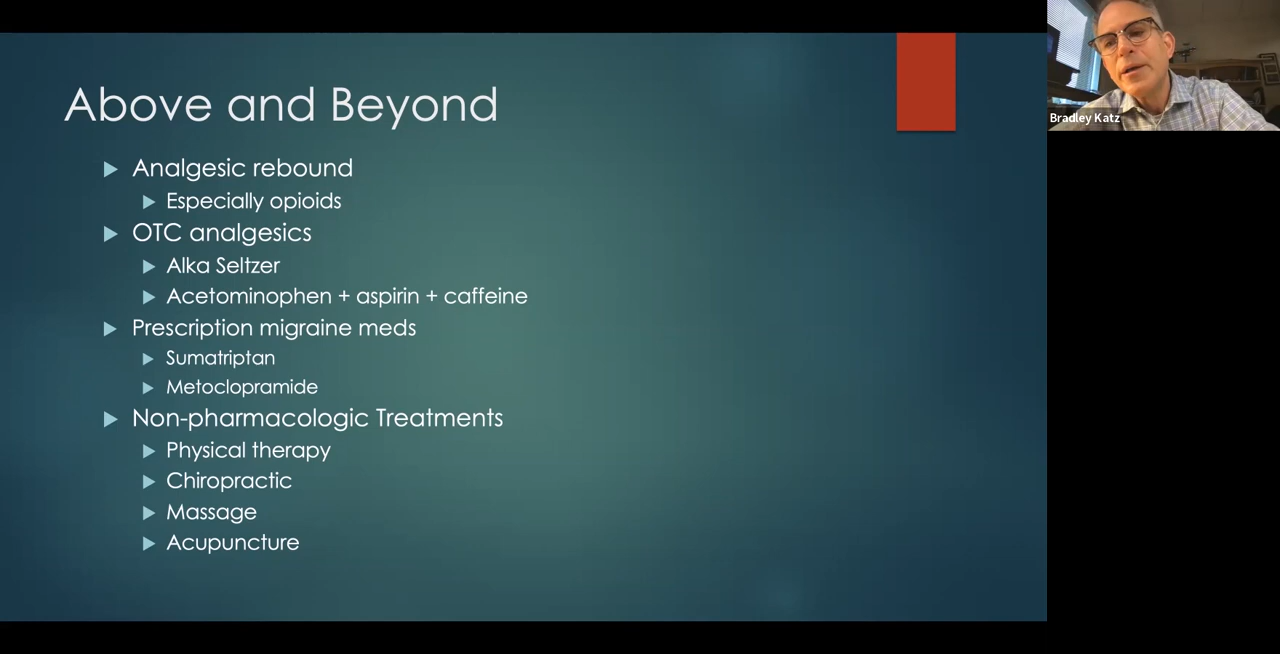 Above and Beyond
Analgesic rebound
Especially opioids
OTC analgesics
Alka Seltzer
Acetominophen + aspirin + caffeine
Prescription migraine meds
Sumatriptan
Metoclopramide
Non-pharmacologic Treatments
Physical therapy
Chiropractic
Massage
Acupuncture
Bradley Katz